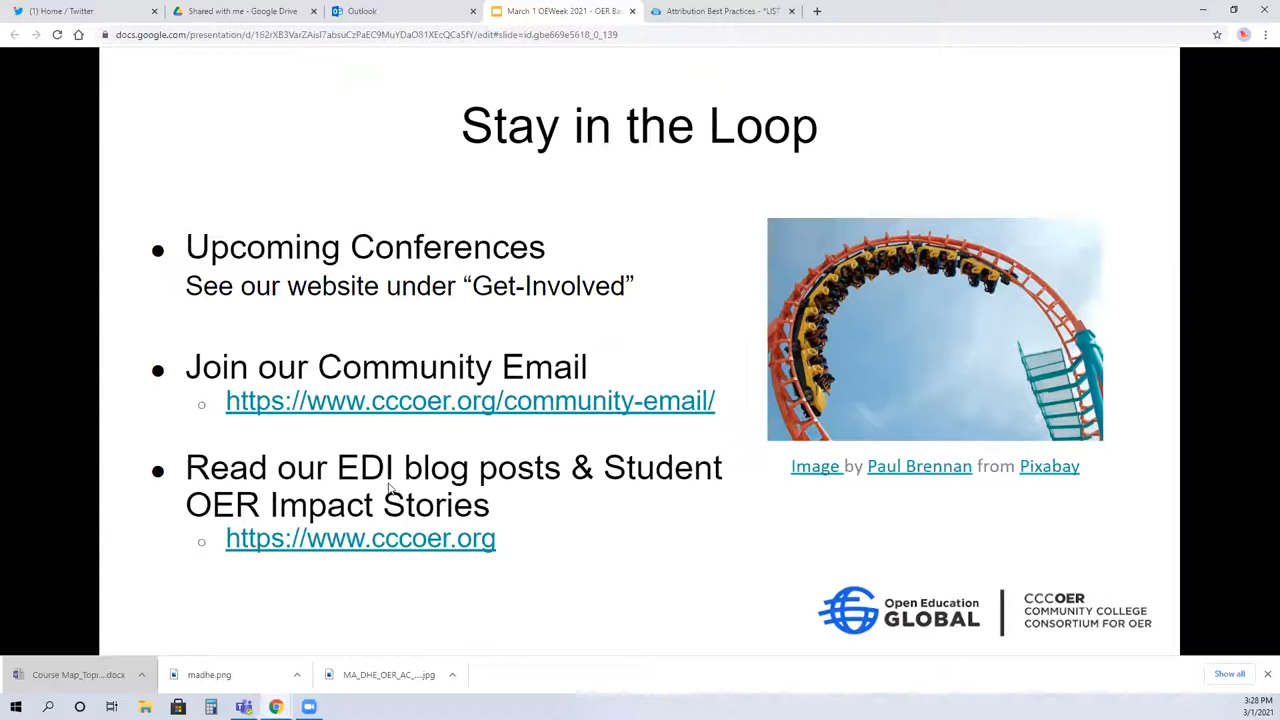 (1) Home / Twitter
Shared with me - Google Drive
Outlook
March 1 OEWeek 2021 - OER Ba
Attribution Best Practices - "LIST
docs.google.com/presentation/d/162rXB3VarZAisl7absuCzPaEC9MuYDaO81XEcQCa5fY/edit#slide=id.gbe669e5618_0_139
Stay in the Loop
● Upcoming Conferences
See our website under “Get-Involved”
● Join our Community Email
○ https://www.cccoer.org/community-email/
● Read our EDI blog posts & Student
OER Impact Stories
○ https://www.cccoer.org
Image by Paul Brennan from Pixabay
Open Education
GLOBAL
CCCOER
COMMUNITY COLLEGE
CONSORTIUM FOR OER
Course Map_Topi....docx
madhe.png
MA_DHE_OER_AC_....jpg
Show all
3:28 PM
3/1/2021